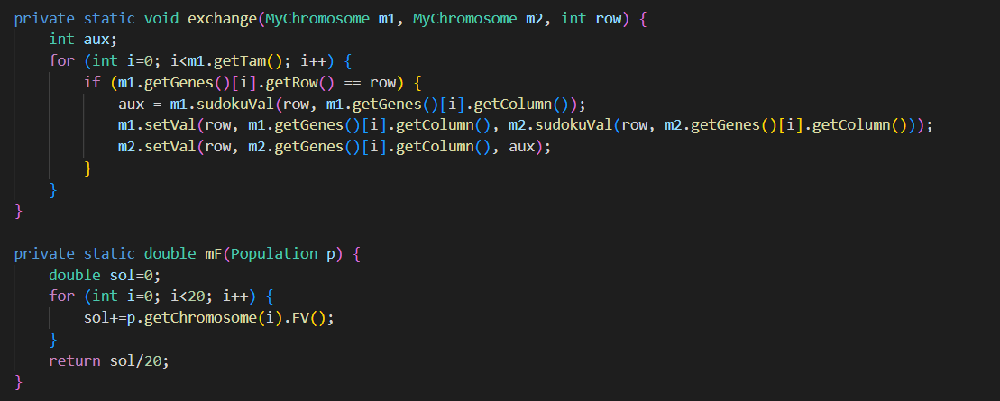 private static void exchange(MyChromosome m1, MyChromosome m2, int row) {
    int aux;
    for (int i=0; i<m1.getTam(); i++) {
        if (m1.getGenes()[i].getRow() == row) {
            aux = m1.sudokuVal(row, m1.getGenes()[i].getColumn());
            m1.setVal(row, m1.getGenes()[i].getColumn(), m2.sudokuVal(row, m2.getGenes()[i].getColumn()));
            m2.setVal(row, m2.getGenes()[i].getColumn(), aux);
        }
    }
}

private static double mF(Population p) {
    double sol=0;
    for (int i=0; i<20; i++) {
        sol+=p.getChromosome(i).FV();
    }
    return sol/20;
}